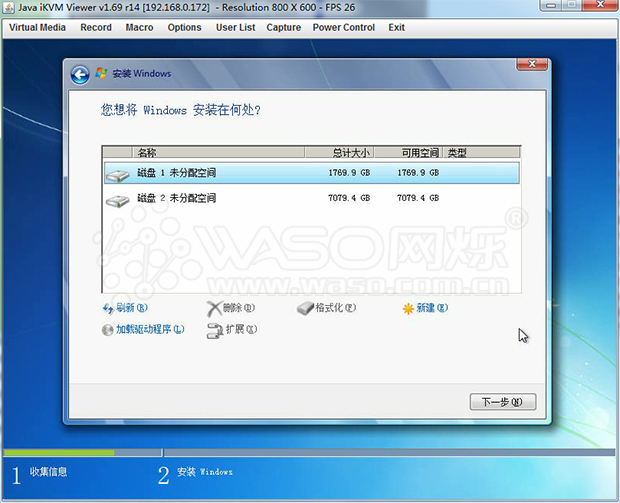 Java iKVM Viewer v1.69 r14 [192.168.0.172] - Resolution 800 X 600 - FPS 26
Virtual Media Record Macro Options User List Capture Power Control Exit
安装 Windows
您想将 Windows 安装在何处?
名称 总计大小 可用空间 类型
磁盘 1 未分配空间 1769.9 GB 1769.9 GB
磁盘 2 未分配空间 7079.4 GB 7079.4 GB
WASO网烁®
www.waso.com.cn
刷新(R) 删除(D) 格式化(F) 新建(E)
加载驱动程序(L) 扩展(X)
下一步(N)
1 收集信息 2 安装 Windows